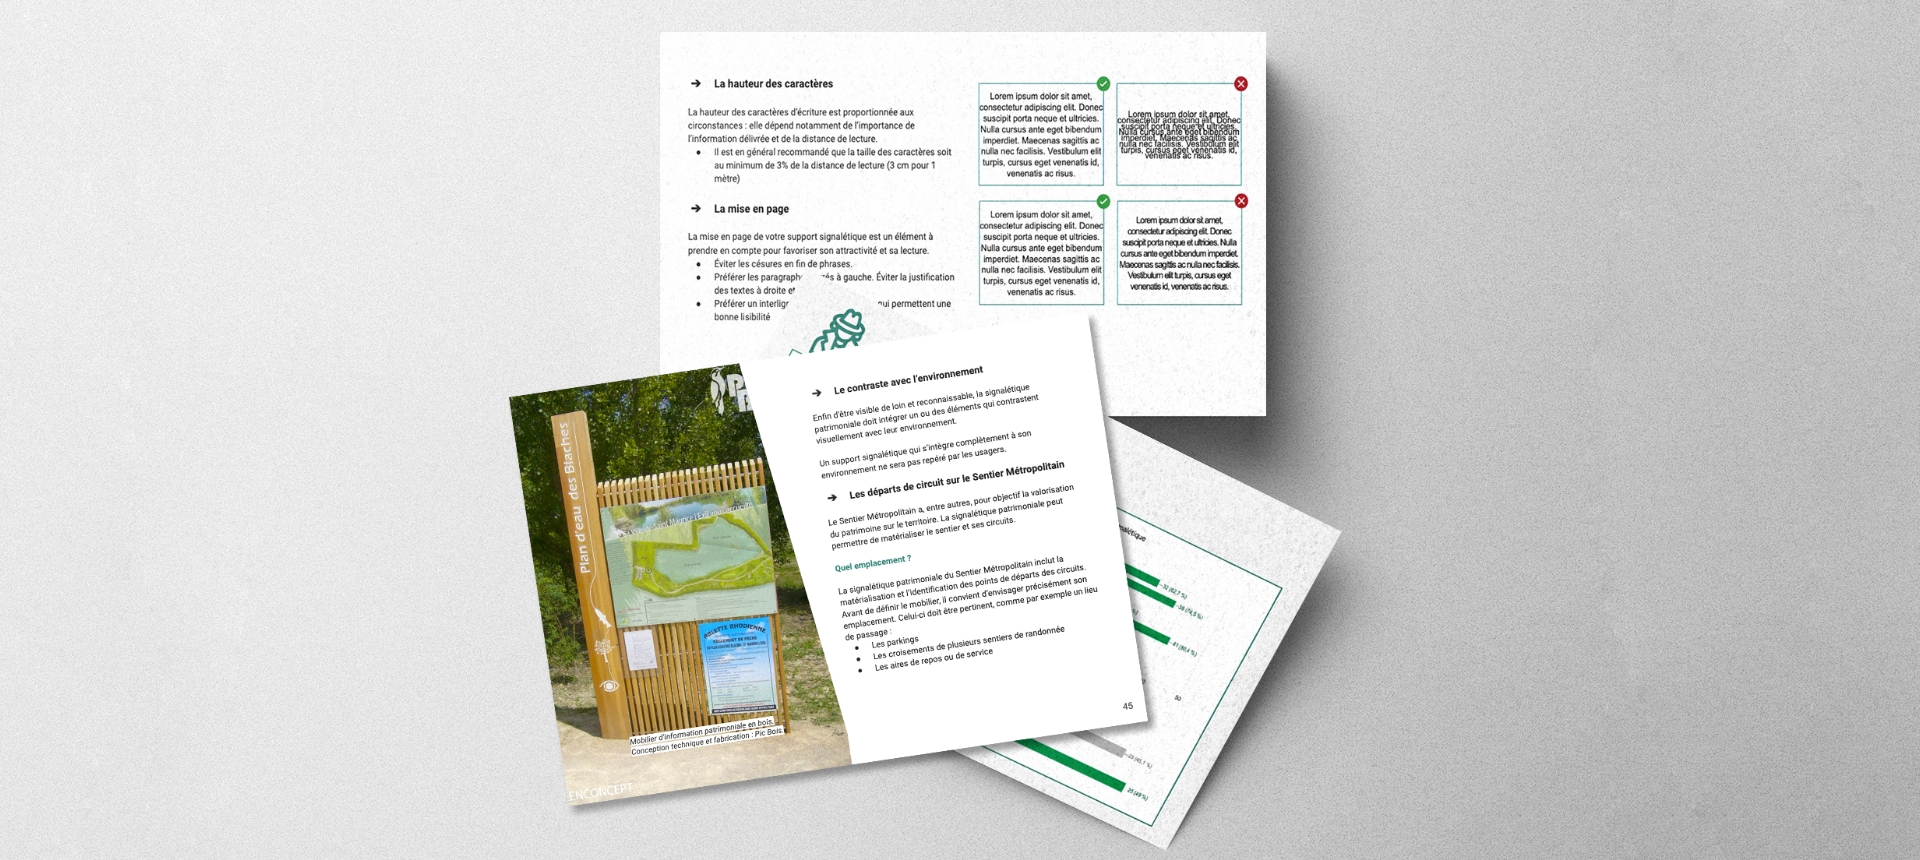 ➔ La hauteur des caractères
La hauteur des caractères d'écriture est proportionnée aux
circonstances : elle dépend notamment de l'importance de
l'information délivrée et de la distance de lecture.
● Il est en général recommandé que la taille des caractères soit
au minimum de 3% de la distance de lecture (3 cm pour 1
mètre)
➔ La mise en page
La mise en page de votre support signalétique est un élément à
prendre en compte pour favoriser son attractivité et sa lecture.
● Éviter les césures en fin de phrases.
● Préférer les à gauche. Éviter la justification
des textes à droite et
● Préférer un qui permettent une
bonne lisibilité
Lorem ipsum dolor sit amet,
consectetur adipiscing elit. Donec
suscipit porta neque et ultricies.
Nulla cursus ante eget bibendum
imperdiet. Maecenas sagittis ac
nulla nec facilisis. Vestibulum elit
turpis, cursus eget venenatis id,
venenatis ac risus.
Lorem ipsum dolor sit amet,
consectetur adipiscing elit. Donec
suscipit porta neque et ultricies.
Nulla cursus ante eget bibendum
imperdiet. Maecenas sagittis ac
nulla nec facilisis. Vestibulum elit
turpis, cursus eget venenatis id,
venenatis ac risus.
Lorem ipsum dolor sit amet,
consectetur adipiscing elit. Donec
suscipit porta neque et ultricies.
Nulla cursus ante eget bibendum
imperdiet. Maecenas sagittis ac
nulla nec facilisis. Vestibulum elit
turpis, cursus eget venenatis id,
venenatis ac risus.
Lorem ipsum dolor sit amet,
consectetur adipiscing elit. Donec
suscipit porta neque et ultricies. Nulla
cursus ante eget bibendum imperdiet.
Maecenas sagittis ac nulla nec facilisis.
Vestibulum elit turpis, cursus eget
venenatis id, venenatis ac risus.
Plan d'eau des Blaches
Mobilier d'information patrimoniale en bois.
Conception technique et fabrication : Pic Bois.
ENCONCEPT
➔ Le contraste avec l'environnement
Enfin d'être visible de loin et reconnaissable, la signalétique
patrimoniale doit intégrer un ou des éléments qui contrastent
visuellement avec leur environnement.
Un support signalétique qui s'intègre complètement à son
environnement ne sera pas repéré par les usagers.
➔ Les départs de circuit sur le Sentier Métropolitain
Le Sentier Métropolitain a, entre autres, pour objectif la valorisation
du patrimoine sur le territoire. La signalétique patrimoniale peut
permettre de matérialiser le sentier et ses circuits.
Quel emplacement ?
La signalétique patrimoniale du Sentier Métropolitain inclut la
matérialisation et l'identification des points de départs des circuits.
Avant de définir le mobilier, il convient d'envisager précisément son
emplacement. Celui-ci doit être pertinent, comme par exemple un lieu
de passage :
● Les parkings
● Les croisements de plusieurs sentiers de randonnée
● Les aires de repos ou de service
45
50
25 (49 %)